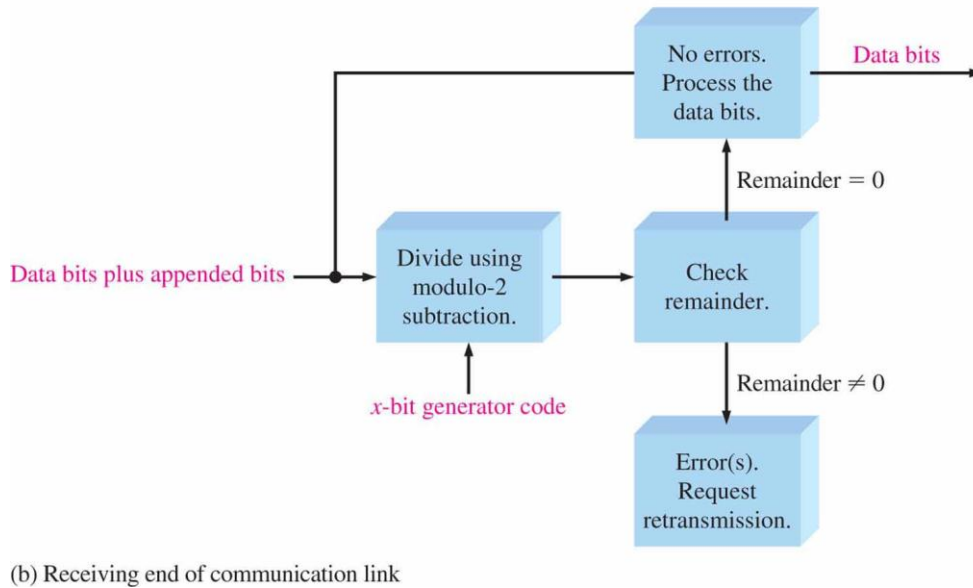 No errors.
Process the
data bits.
Data bits
Remainder = 0
Data bits plus appended bits
Divide using
modulo-2
subtraction.
Check
remainder.
x-bit generator code
Remainder ≠ 0
Error(s).
Request
retransmission.
(b) Receiving end of communication link